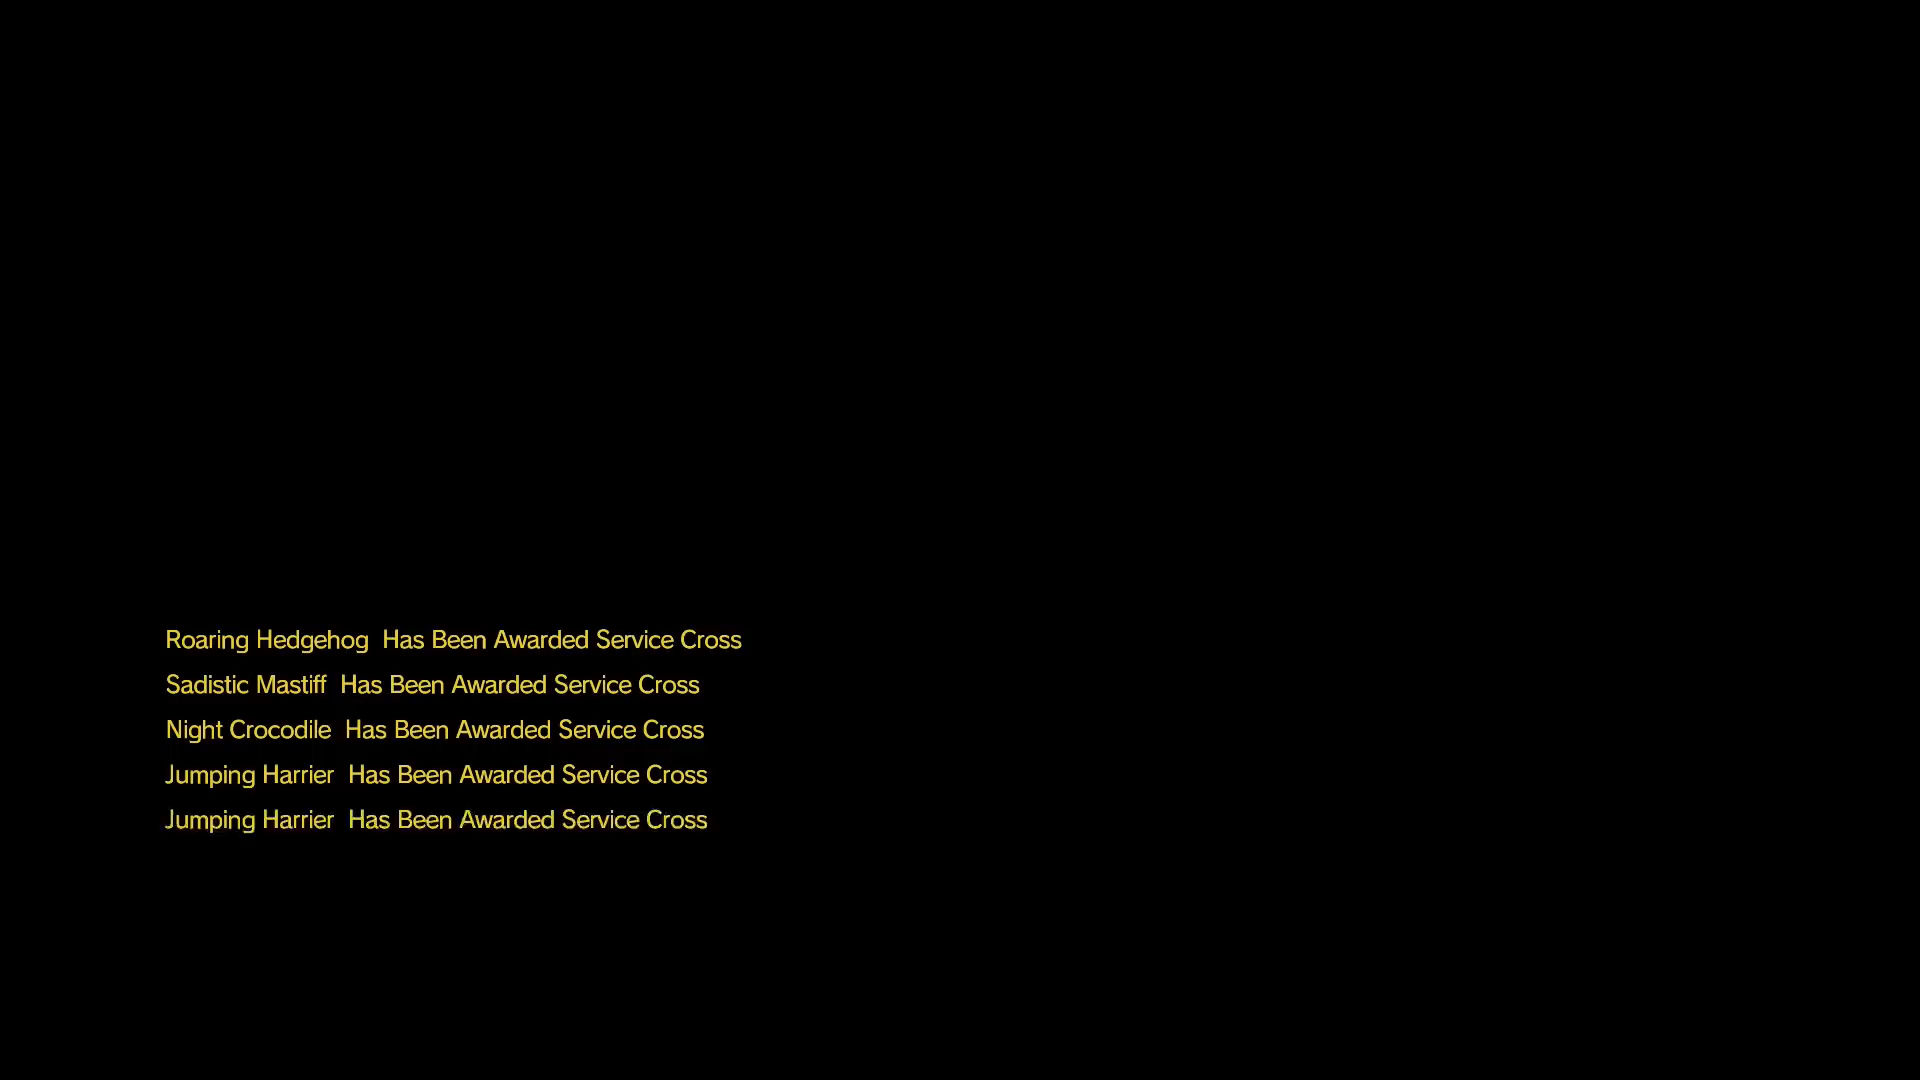 Roaring Hedgehog  Has Been Awarded Service Cross
Sadistic Mastiff  Has Been Awarded Service Cross
Night Crocodile  Has Been Awarded Service Cross
Jumping Harrier  Has Been Awarded Service Cross
Jumping Harrier  Has Been Awarded Service Cross